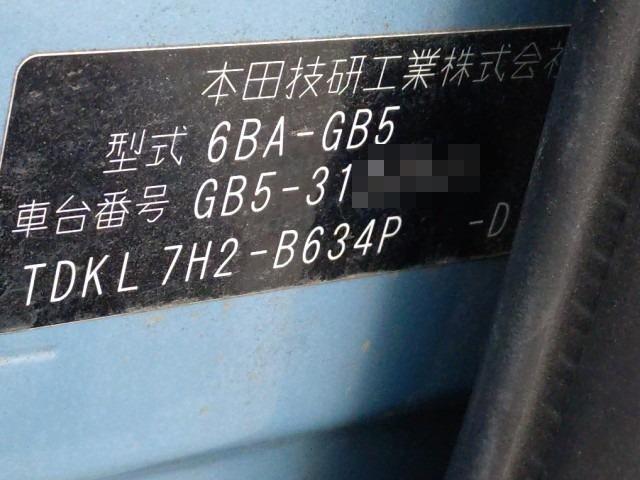 本田技研工業株式会社
型式 6BA-GB5
車台番号 GB5-31
TDKL 7H2-B634P -D